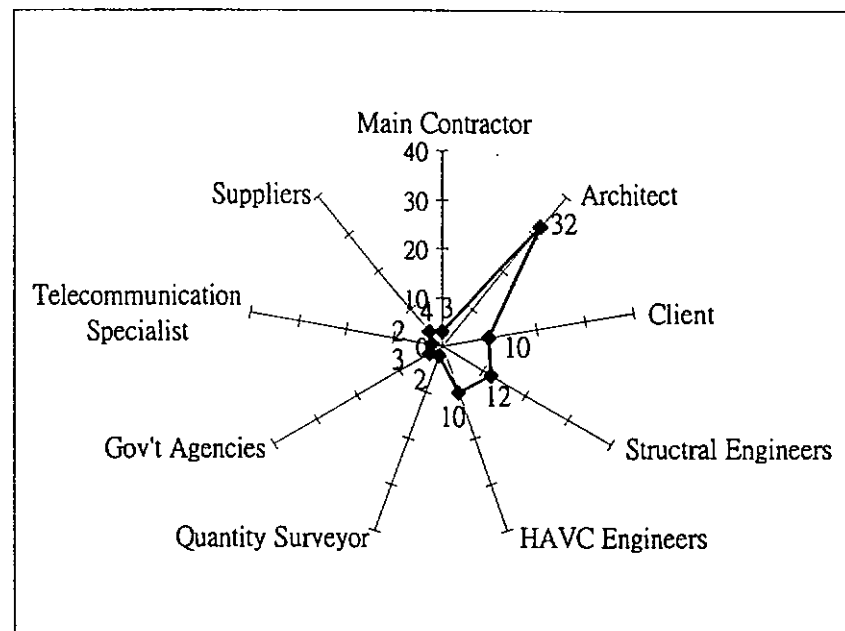 Main Contractor
40
Suppliers
Architect
30
32
20
Telecommunication
Specialist
10
4
3
Client
2
0
10
3
2
12
10
Gov't Agencies
Structral Engineers
Quantity Surveyor
HAVC Engineers